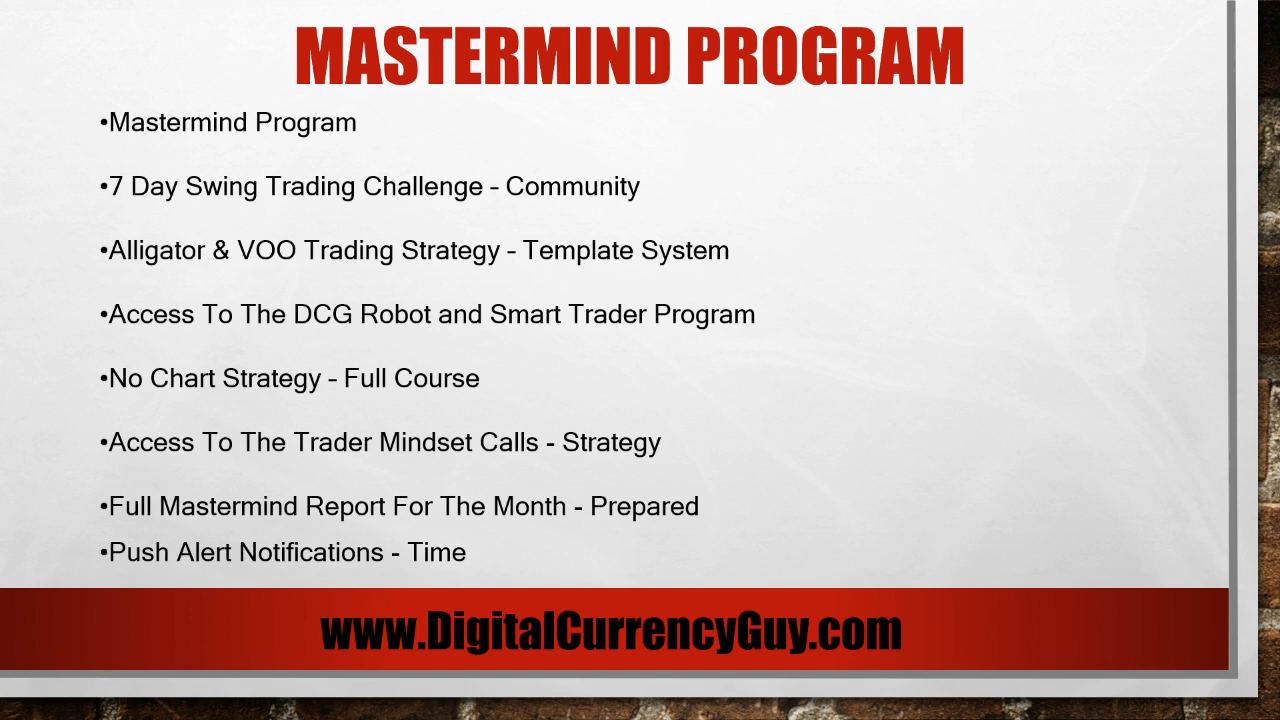 MASTERMIND PROGRAM
•Mastermind Program
•7 Day Swing Trading Challenge – Community
•Alligator & VOO Trading Strategy – Template System
•Access To The DCG Robot and Smart Trader Program
•No Chart Strategy – Full Course
•Access To The Trader Mindset Calls - Strategy
•Full Mastermind Report For The Month - Prepared
•Push Alert Notifications - Time
www.DigitalCurrencyGuy.com